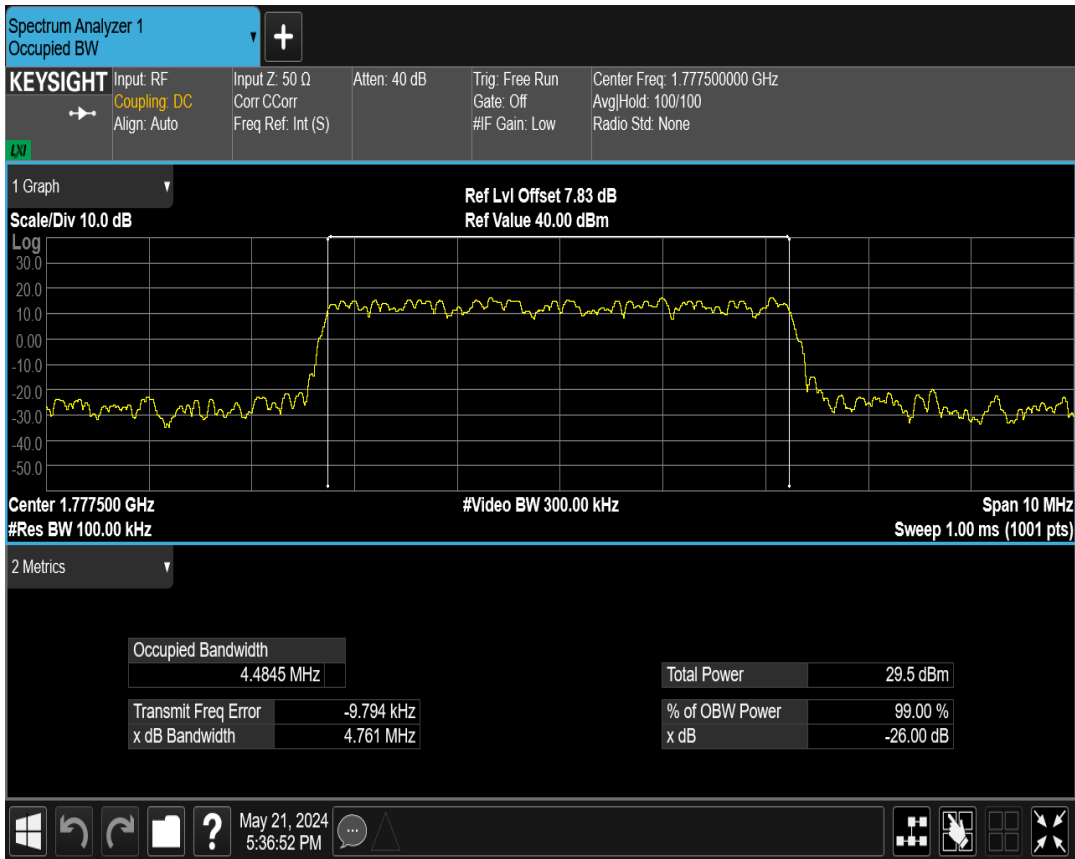 Spectrum Analyzer 1
Occupied BW
+
KEYSIGHT
LXI
Input: RF
Coupling: DC
Align: Auto
Input Z: 50 Ω
Corr CCorr
Freq Ref: Int (S)
Atten: 40 dB
Trig: Free Run
Gate: Off
#IF Gain: Low
Center Freq: 1.777500000 GHz
Avg|Hold: 100/100
Radio Std: None
1 Graph
Scale/Div 10.0 dB
Ref Lvl Offset 7.83 dB
Ref Value 40.00 dBm
Log
30.0
20.0
10.0
0.00
-10.0
-20.0
-30.0
-40.0
-50.0
Center 1.777500 GHz
#Video BW 300.00 kHz
Span 10 MHz
#Res BW 100.00 kHz
Sweep 1.00 ms (1001 pts)
2 Metrics
Occupied Bandwidth
4.4845 MHz
Total Power 29.5 dBm
Transmit Freq Error -9.794 kHz
% of OBW Power 99.00 %
x dB Bandwidth 4.761 MHz
x dB -26.00 dB
?
May 21, 2024
5:36:52 PM